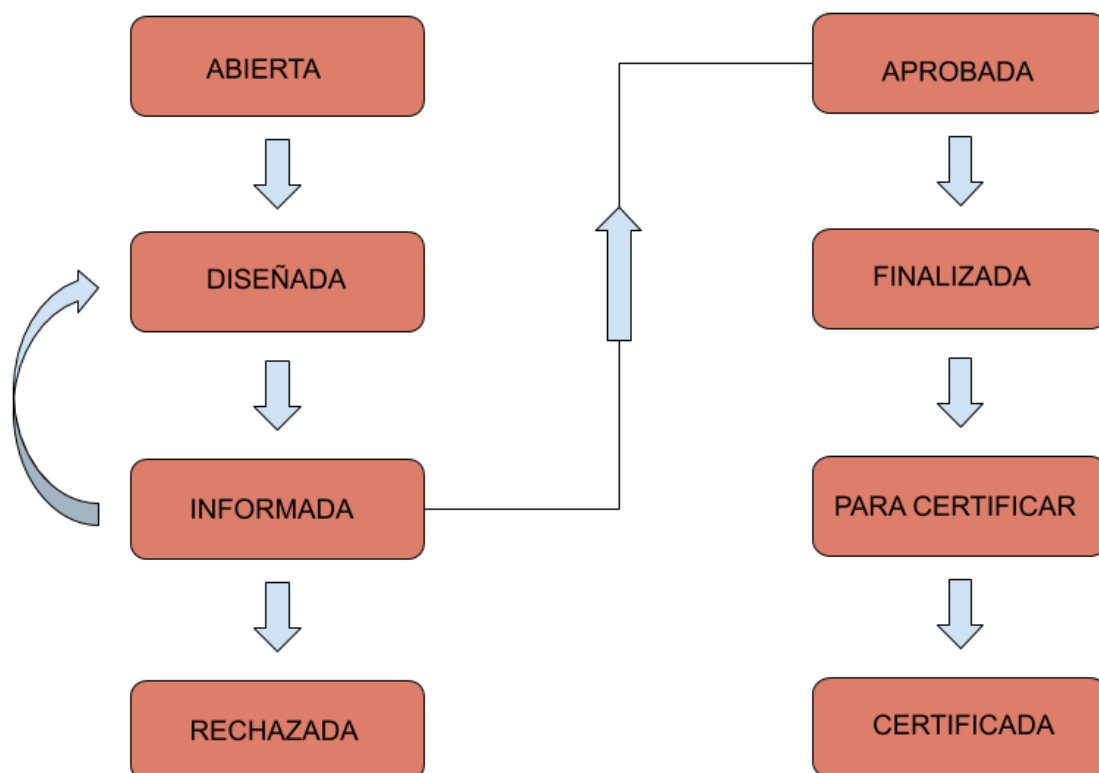 ABIERTA
DISEÑADA
INFORMADA
RECHAZADA
APROBADA
FINALIZADA
PARA CERTIFICAR
CERTIFICADA